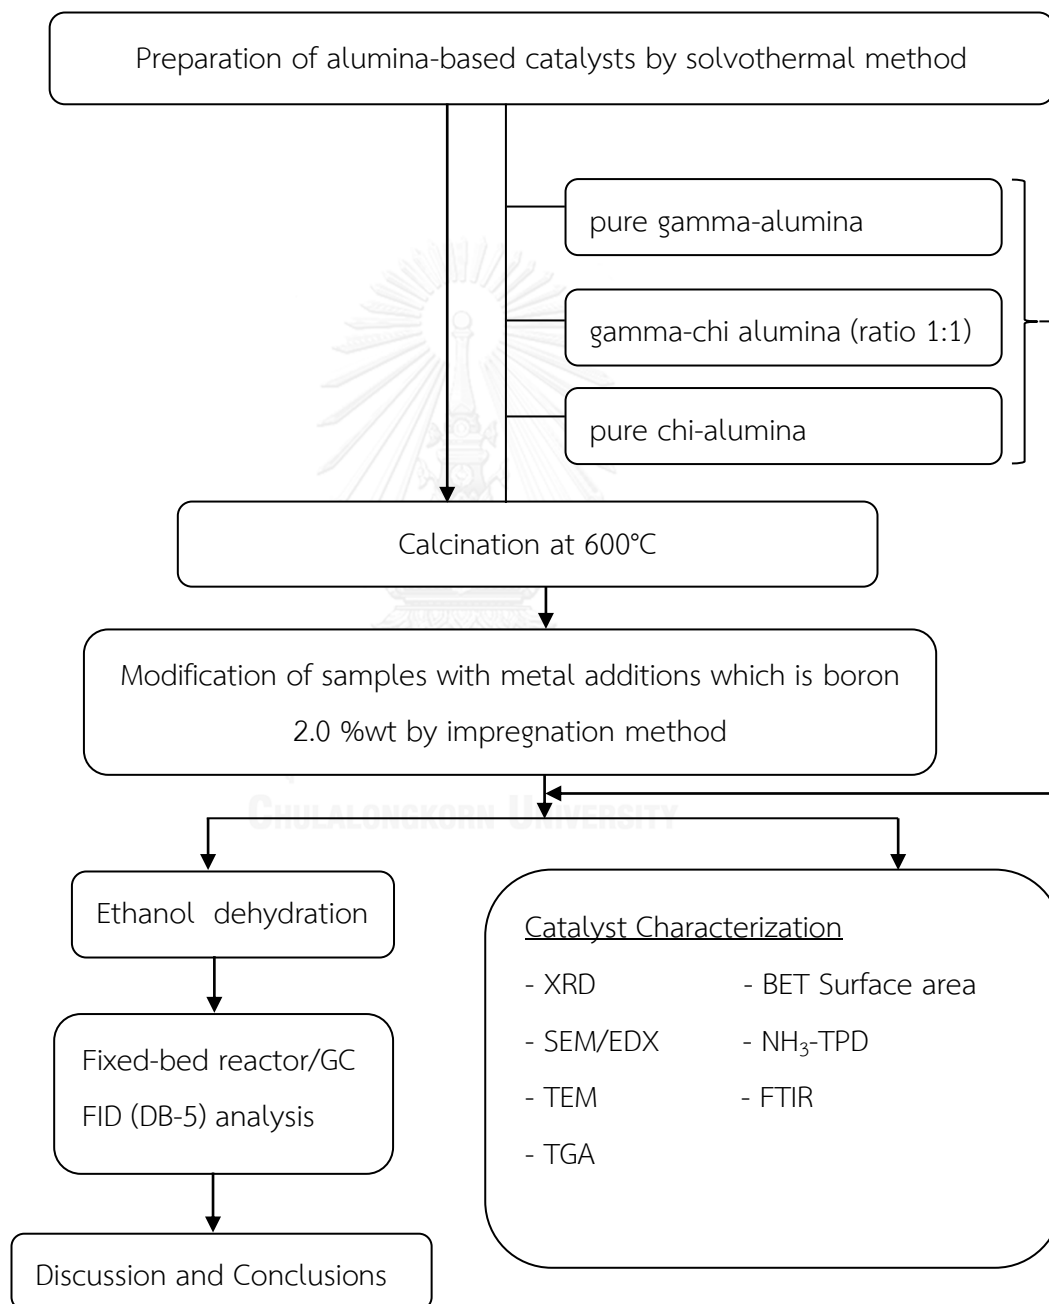 Preparation of alumina-based catalysts by solvothermal method
pure gamma-alumina
gamma-chi alumina (ratio 1:1)
pure chi-alumina
Calcination at 600°C
Modification of samples with metal additions which is boron
2.0 %wt by impregnation method
CHULALONGKORN UNIVERSITY
Ethanol dehydration
Fixed-bed reactor/GC
FID (DB-5) analysis
Discussion and Conclusions
Catalyst Characterization
- XRD
- BET Surface area
- SEM/EDX
- NH₃-TPD
- TEM
- FTIR
- TGA